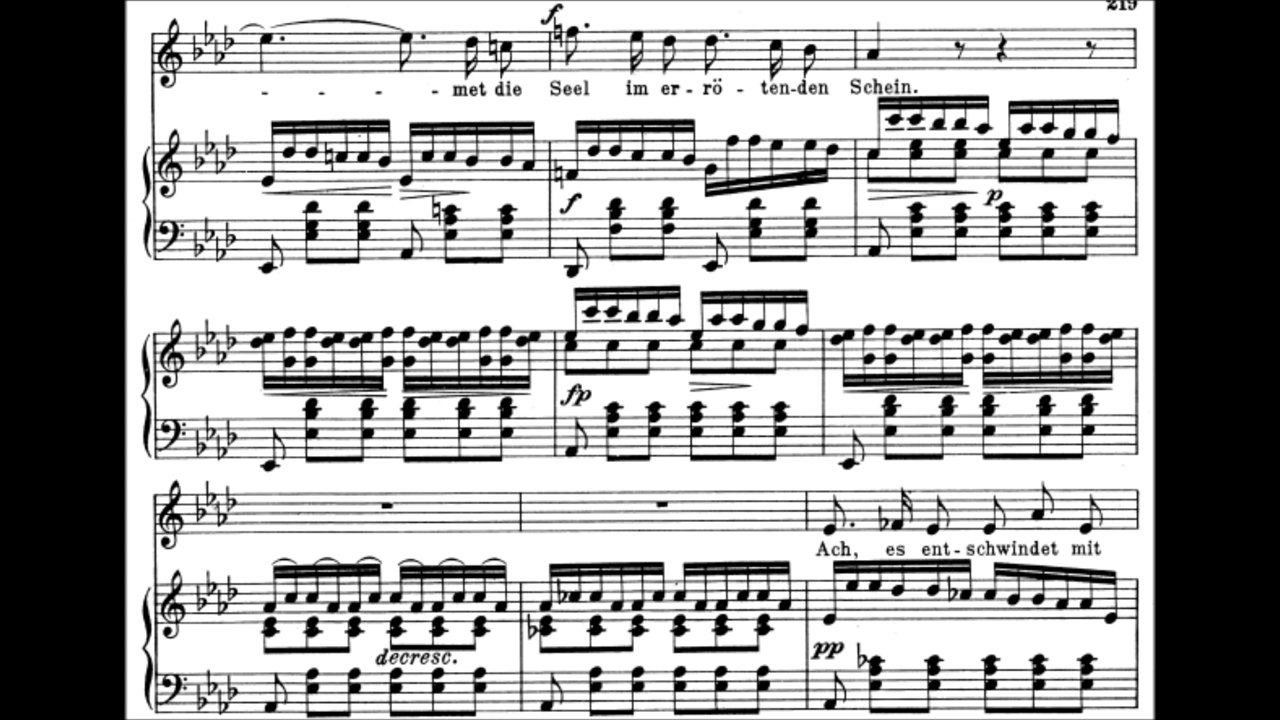 219
f
- - - - met die Seel im er - rö - ten-den Schein.
f p
fp
Ach, es ent-schwindet mit
decresc.
pp